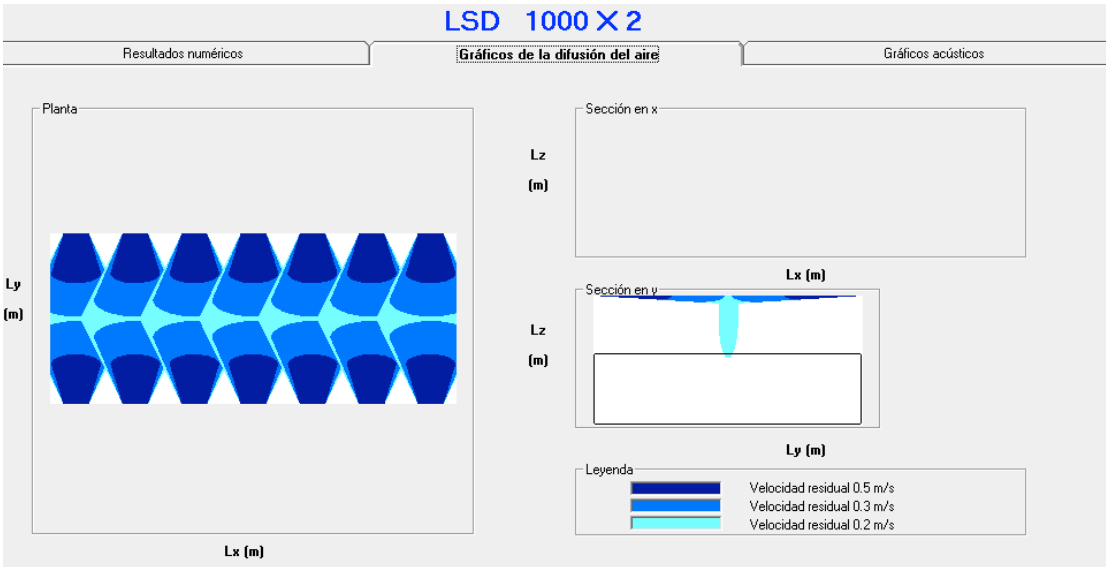 LSD 1000 X 2
Resultados numéricos
Gráficos de la difusión del aire
Gráficos acústicos
Planta
Ly
(m)
Lx (m)
Sección en x
Lz
(m)
Lx (m)
Sección en y
Lz
(m)
Ly (m)
Leyenda
Velocidad residual 0.5 m/s
Velocidad residual 0.3 m/s
Velocidad residual 0.2 m/s